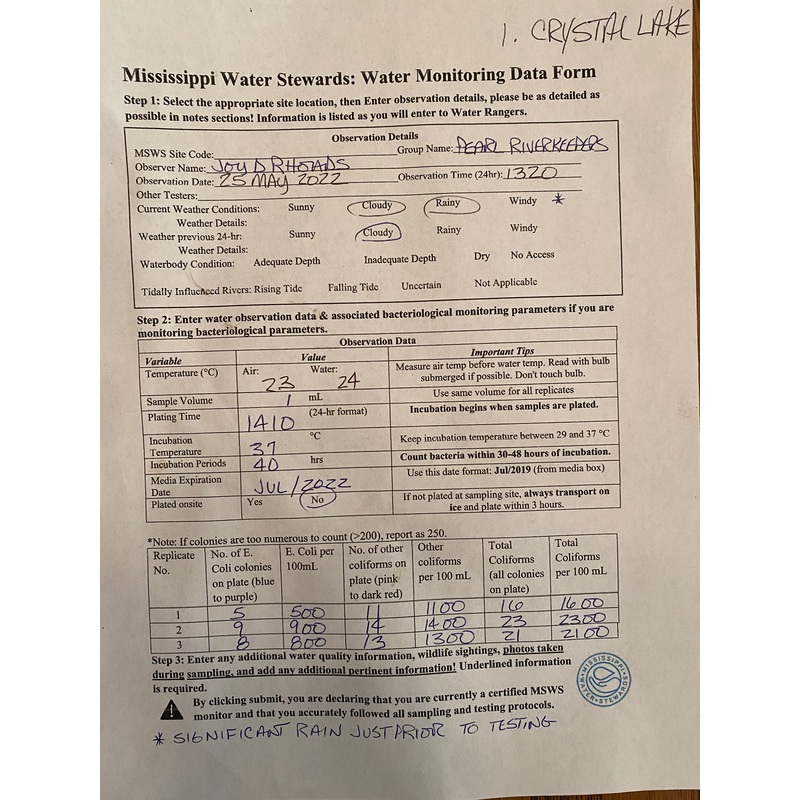 1. CRYSTAL LAKE
Mississippi Water Stewards: Water Monitoring Data Form
Step 1: Select the appropriate site location, then Enter observation details, please be as detailed as
possible in notes sections! Information is listed as you will enter to Water Rangers.
Observation Details
MSWS Site Code: Group Name: PEARL RIVERKEEPERS
Observer Name: JOY D RHOADS
Observation Date: 25 MAY 2022 Observation Time (24hr): 1320
Other Testers:
Current Weather Conditions: Sunny Cloudy Rainy Windy *
Weather Details:
Weather previous 24-hr: Sunny Cloudy Rainy Windy
Weather Details:
Waterbody Condition: Adequate Depth Inadequate Depth Dry No Access
Tidally Influenced Rivers: Rising Tide Falling Tide Uncertain Not Applicable
Step 2: Enter water observation data & associated bacteriological monitoring parameters if you are
monitoring bacteriological parameters.
Observation Data
Variable Value Important Tips
Temperature (°C) Air: 23 Water: 24 Measure air temp before water temp. Read with bulb
submerged if possible. Don't touch bulb.
Sample Volume 1 mL Use same volume for all replicates
Plating Time 1410 (24-hr format) Incubation begins when samples are plated.
Incubation
Temperature 37 °C Keep incubation temperature between 29 and 37 °C
Incubation Periods 40 hrs Count bacteria within 30-48 hours of incubation.
Media Expiration
Date JUL/2022 Use this date format: Jul/2019 (from media box)
Plated onsite Yes No If not plated at sampling site, always transport on
ice and plate within 3 hours.
*Note: If colonies are too numerous to count (>200), report as 250.
Replicate No. of E. E. Coli per No. of other Other Total Total
No. Coli colonies 100mL coliforms on coliforms Coliforms Coliforms
on plate (blue plate (pink per 100 mL (all colonies per 100 mL
to purple) to dark red) on plate)
1 5 500 11 1100 16 1600
2 9 900 14 1400 23 2300
3 8 800 13 1300 21 2100
Step 3: Enter any additional water quality information, wildlife sightings, photos taken
during sampling, and add any additional pertinent information! Underlined information
is required.
MISSISSIPPI WATER STEWARDS
By clicking submit, you are declaring that you are currently a certified MSWS
monitor and that you accurately followed all sampling and testing protocols.
* SIGNIFICANT RAIN JUST PRIOR TO TESTING